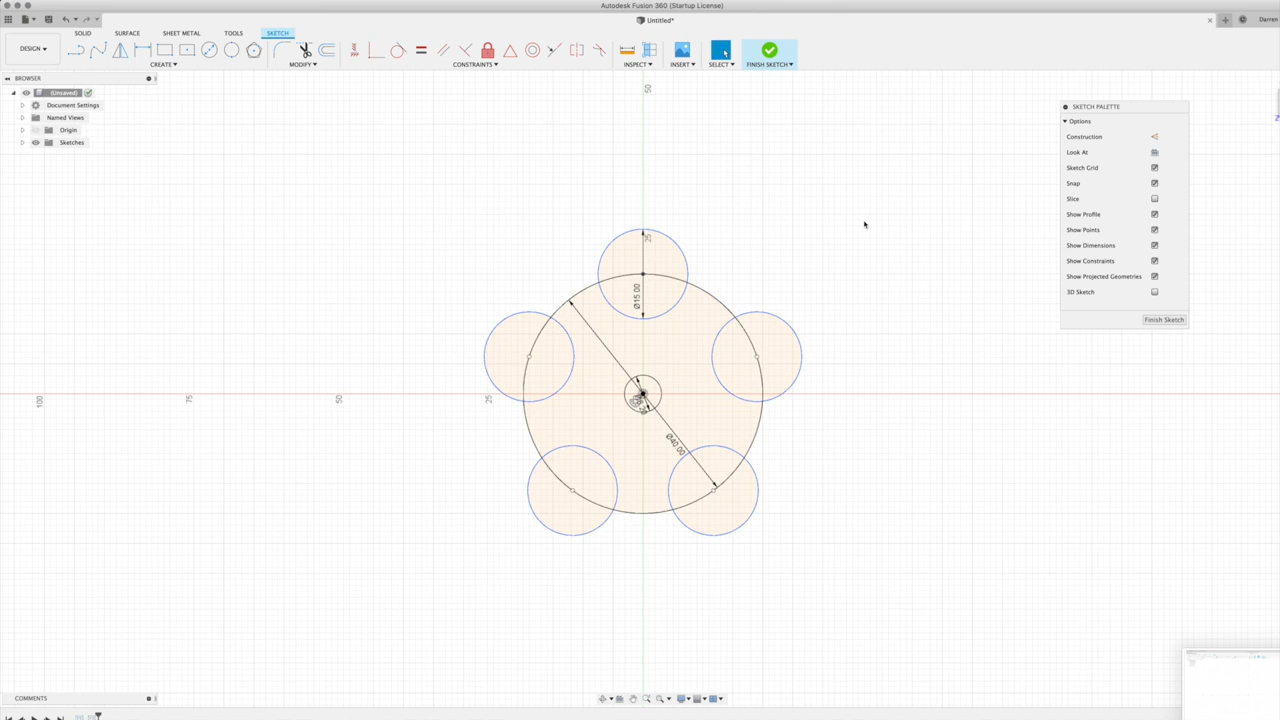 Autodesk Fusion 360 (Startup License)
Untitled*
Darren
SOLID SURFACE SHEET METAL TOOLS SKETCH
DESIGN ▾
CREATE ▾ MODIFY ▾ CONSTRAINTS ▾ INSPECT ▾ INSERT ▾ SELECT ▾ FINISH SKETCH ▾
BROWSER
(Unsaved)
Document Settings
Named Views
Origin
Sketches
50
25
100 75 50 25
Ø15.00
Ø40.00
SKETCH PALETTE
Options
Construction
Look At
Sketch Grid
Snap
Slice
Show Profile
Show Points
Show Dimensions
Show Constraints
Show Projected Geometries
3D Sketch
Finish Sketch
COMMENTS